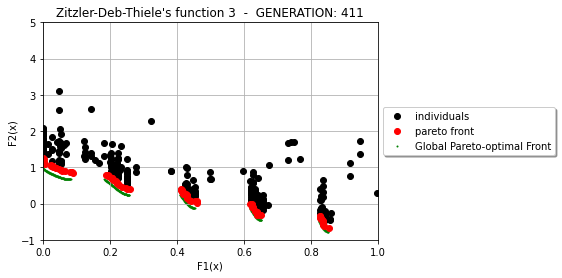 Zitzler-Deb-Thiele's function 3  -  GENERATION: 411
5
4
3
2
1
0
−1
F2(x)
0.0 0.2 0.4 0.6 0.8 1.0
F1(x)
individuals
pareto front
Global Pareto-optimal Front